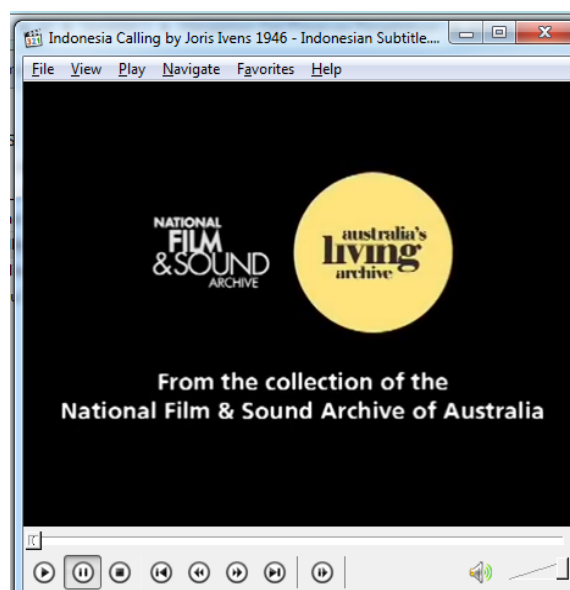 Indonesia Calling by Joris Ivens 1946 - Indonesian Subtitle....
File View Play Navigate Favorites Help
NATIONAL
FILM
& SOUND
ARCHIVE
australia's
living
archive
From the collection of the
National Film & Sound Archive of Australia